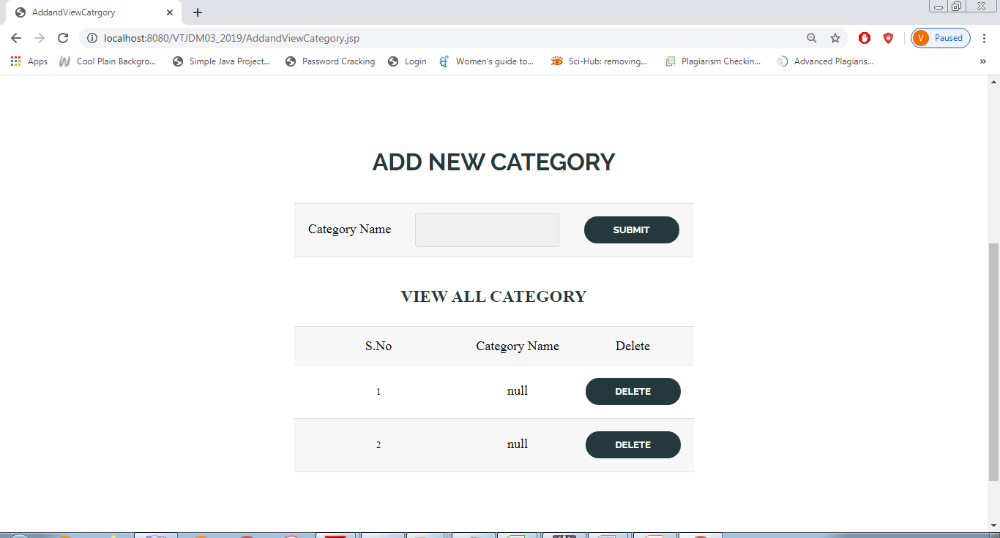 AddandViewCatrgory
localhost:8080/VTJDM03_2019/AddandViewCategory.jsp
V Paused
Apps Cool Plain Backgro... Simple Java Project... Password Cracking Login Women's guide to... Sci-Hub: removing... Plagiarism Checkin... Advanced Plagiaris... »
ADD NEW CATEGORY
Category Name SUBMIT
VIEW ALL CATEGORY
S.No Category Name Delete
1 null DELETE
2 null DELETE